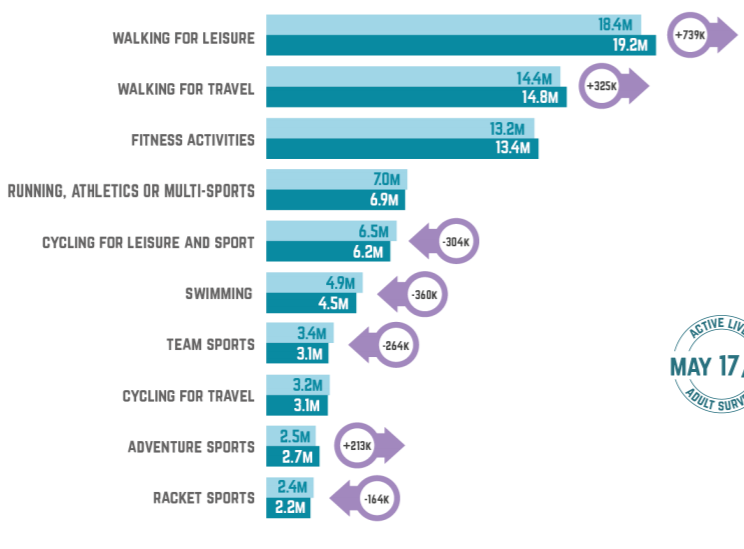 WALKING FOR LEISURE
18.4M
19.2M
+739K
WALKING FOR TRAVEL
14.4M
14.8M
+325K
FITNESS ACTIVITIES
13.2M
13.4M
RUNNING, ATHLETICS OR MULTI-SPORTS
7.0M
6.9M
CYCLING FOR LEISURE AND SPORT
6.5M
6.2M
-304K
SWIMMING
4.9M
4.5M
-360K
TEAM SPORTS
3.4M
3.1M
-264K
CYCLING FOR TRAVEL
3.2M
3.1M
ADVENTURE SPORTS
2.5M
2.7M
+213K
RACKET SPORTS
2.4M
2.2M
-164K
ACTIVE
MAY 17/
ADULT